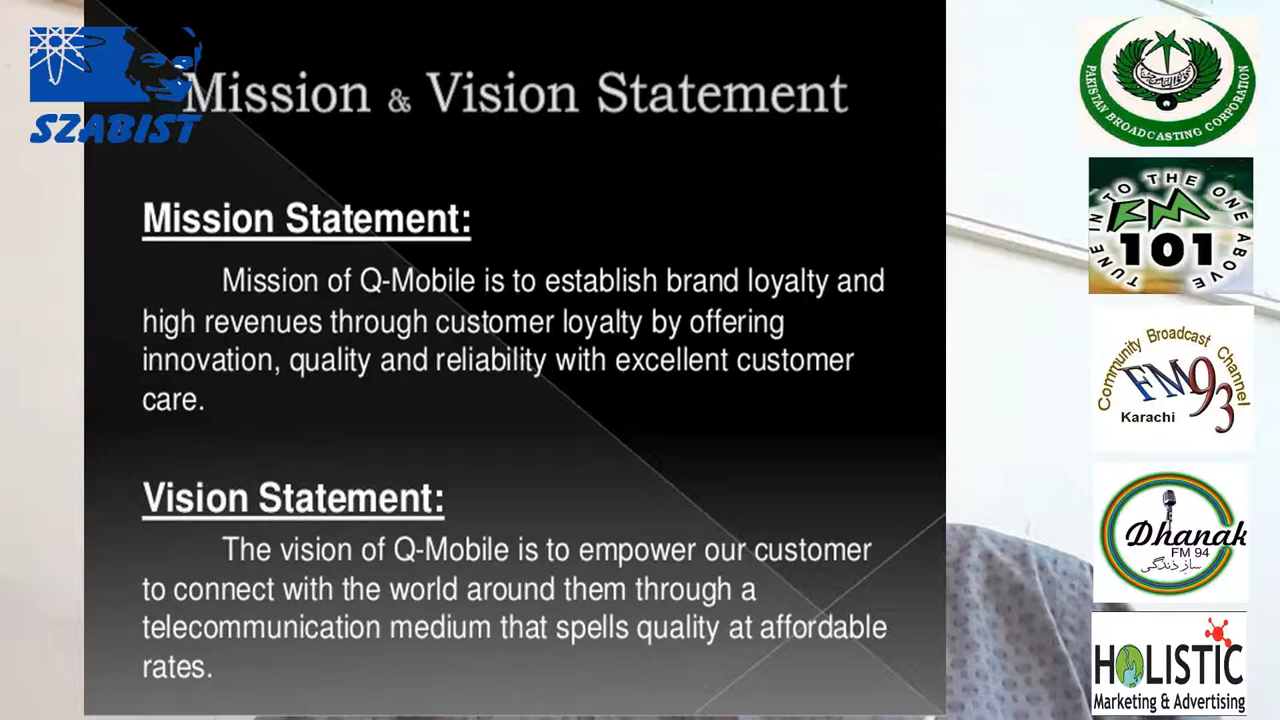 SZABIST
Mission & Vision Statement
Mission Statement:
Mission of Q-Mobile is to establish brand loyalty and
high revenues through customer loyalty by offering
innovation, quality and reliability with excellent customer
care.
Vision Statement:
The vision of Q-Mobile is to empower our customer
to connect with the world around them through a
telecommunication medium that spells quality at affordable
rates.
PAKISTAN BROADCASTING CORPORATION
TUNE IN TO THE ONE ABOVE
FM
101
Community Broadcast Channel
FM93
Karachi
Dhanak
FM 94
سازِ زندگی
HOLISTIC
Marketing & Advertising